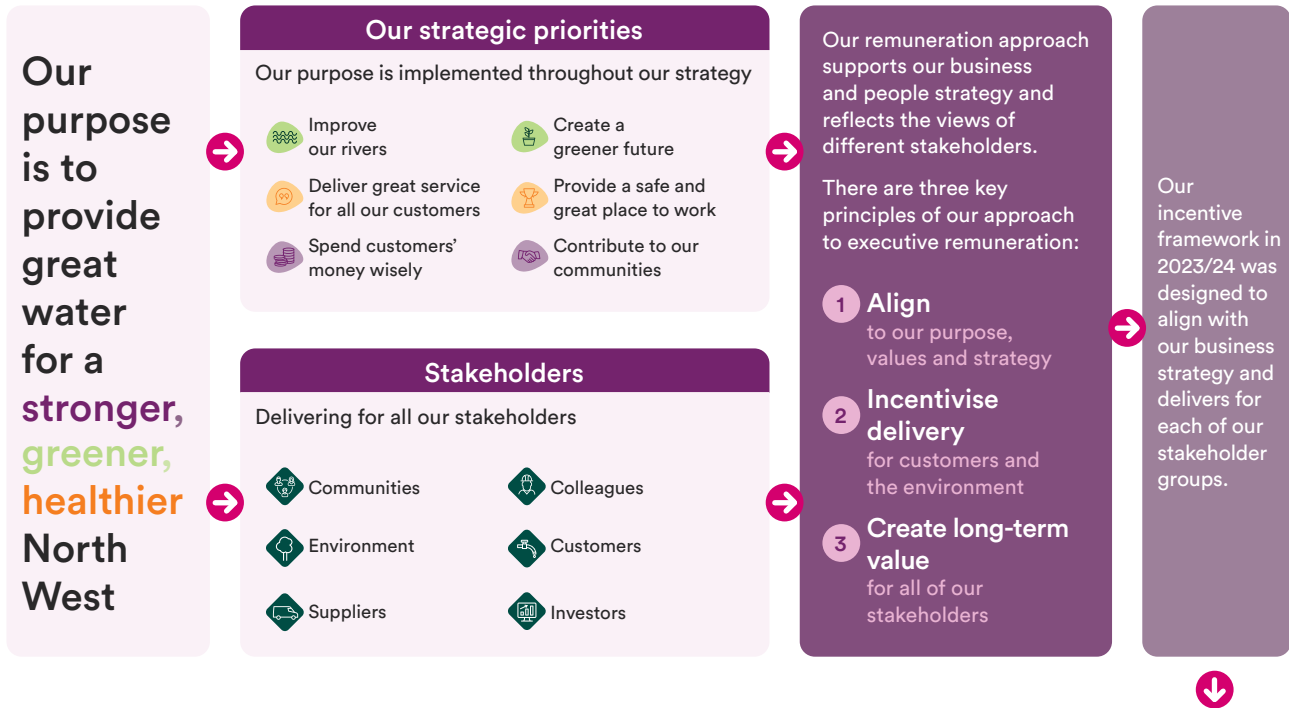 Our
purpose
is to
provide
great
water
for a
stronger,
greener,
healthier
North
West
Our strategic priorities
Our purpose is implemented throughout our strategy
Improve
our rivers
Create a
greener future
Deliver great service
for all our customers
Provide a safe and
great place to work
Spend customers’
money wisely
Contribute to our
communities
Stakeholders
Delivering for all our stakeholders
Communities
Colleagues
Environment
Customers
Suppliers
Investors
Our remuneration approach
supports our business
and people strategy and
reflects the views of
different stakeholders.
There are three key
principles of our approach
to executive remuneration:
1 Align
to our purpose,
values and strategy
2 Incentivise
delivery
for customers and
the environment
3 Create long-term
value
for all of our
stakeholders
Our
incentive
framework in
2023/24 was
designed to
align with
our business
strategy and
delivers for
each of our
stakeholder
groups.